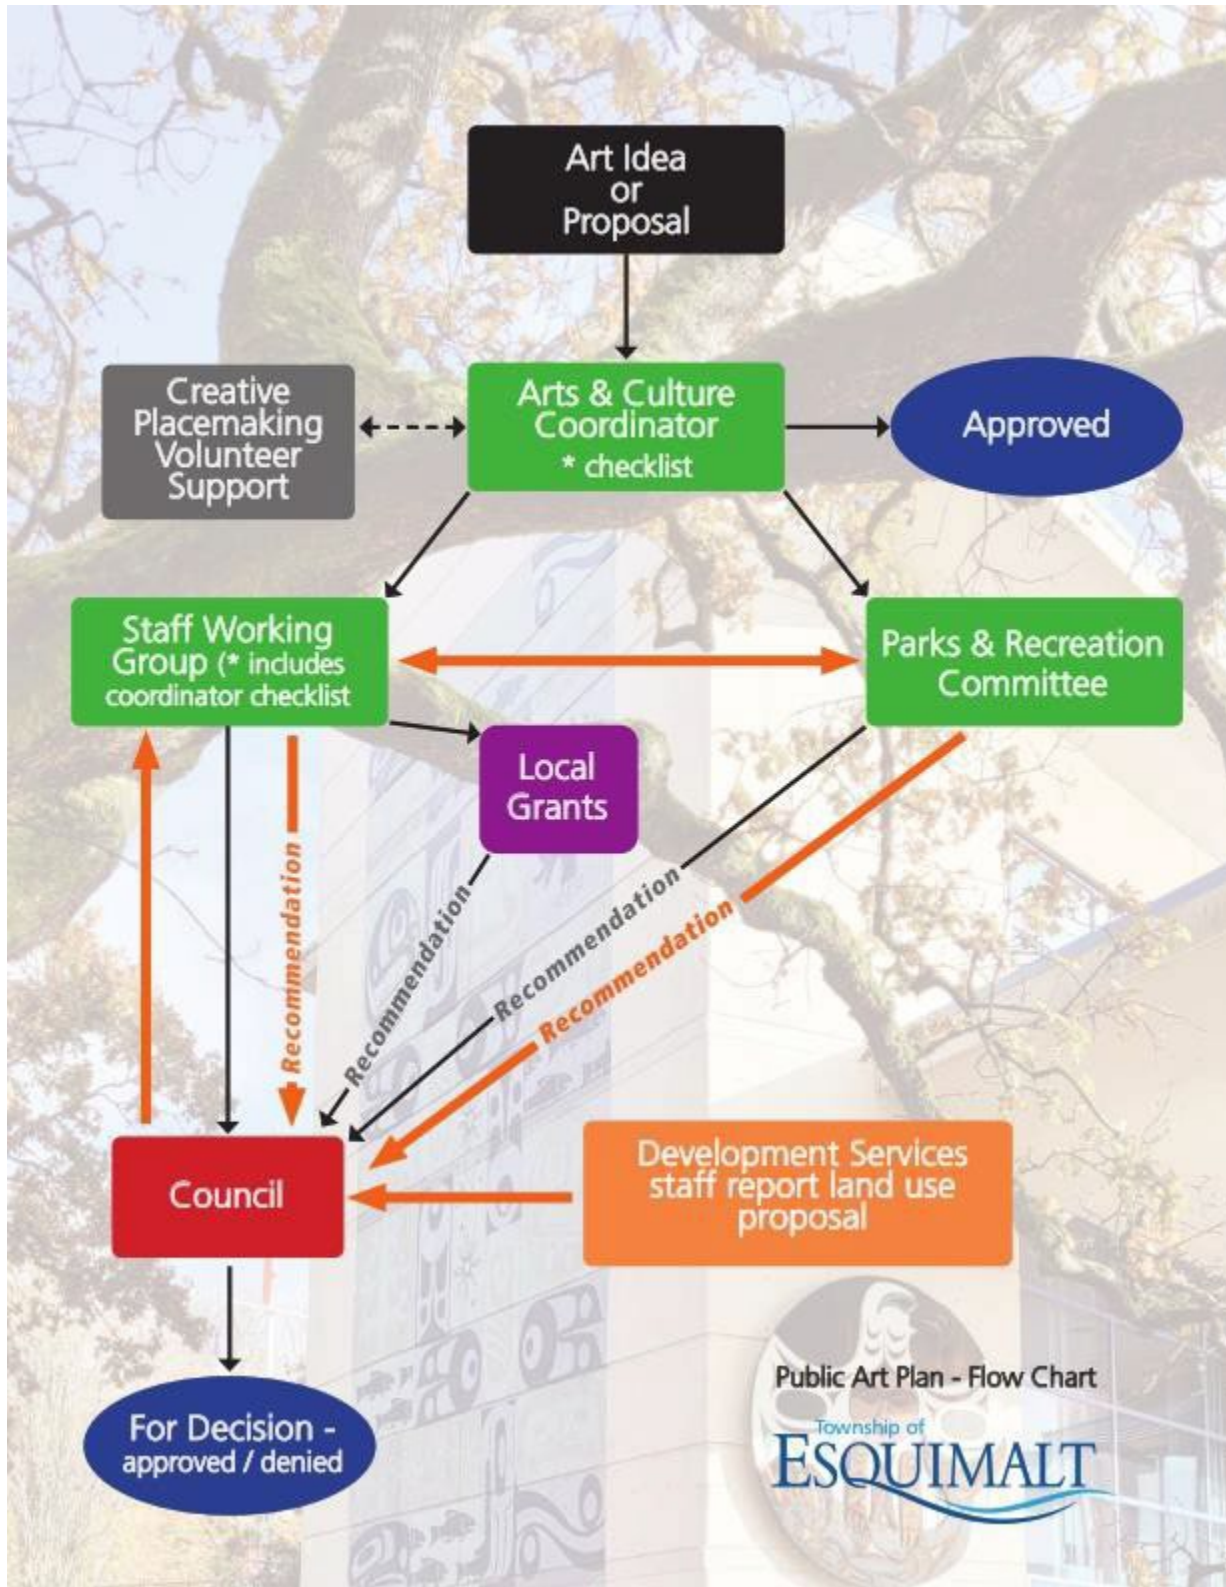 Art Idea
or
Proposal
Creative
Placemaking
Volunteer
Support
Arts & Culture
Coordinator
* checklist
Approved
Staff Working
Group (* includes
coordinator checklist
Parks & Recreation
Committee
Local
Grants
Recommendation
Recommendation
Recommendation
Recommendation
Council
Development Services
staff report land use
proposal
For Decision -
approved / denied
Public Art Plan - Flow Chart
Township of
ESQUIMALT